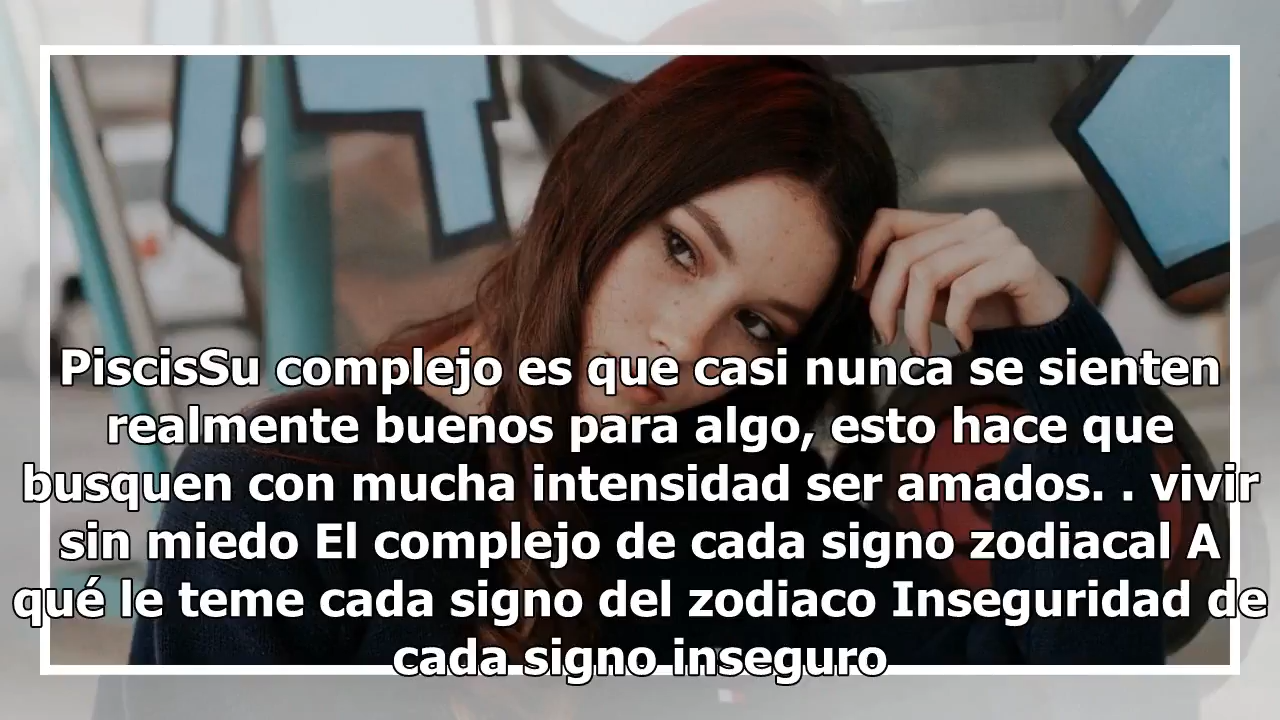 PiscisSu complejo es que casi nunca se sienten
realmente buenos para algo, esto hace que
busquen con mucha intensidad ser amados. . vivir
sin miedo El complejo de cada signo zodiacal A
qué le teme cada signo del zodiaco Inseguridad de
cada signo inseguro